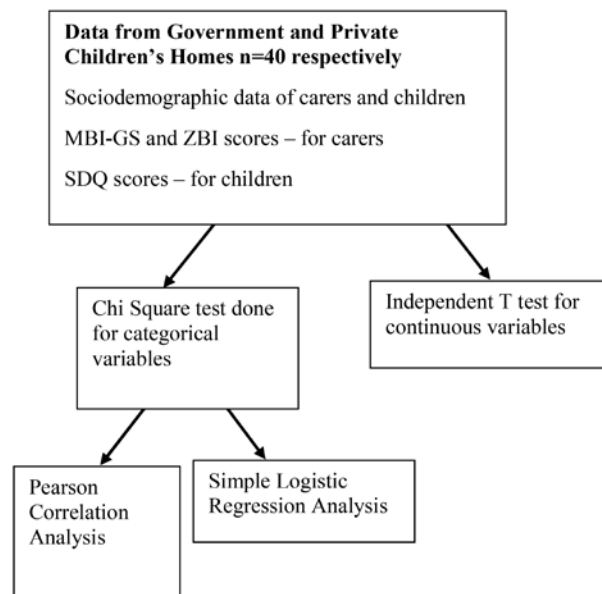 Data from Government and Private
Children's Homes n=40 respectively
Sociodemographic data of carers and children
MBI-GS and ZBI scores – for carers
SDQ scores – for children
Chi Square test done
for categorical
variables
Independent T test for
continuous variables
Pearson
Correlation
Analysis
Simple Logistic
Regression Analysis